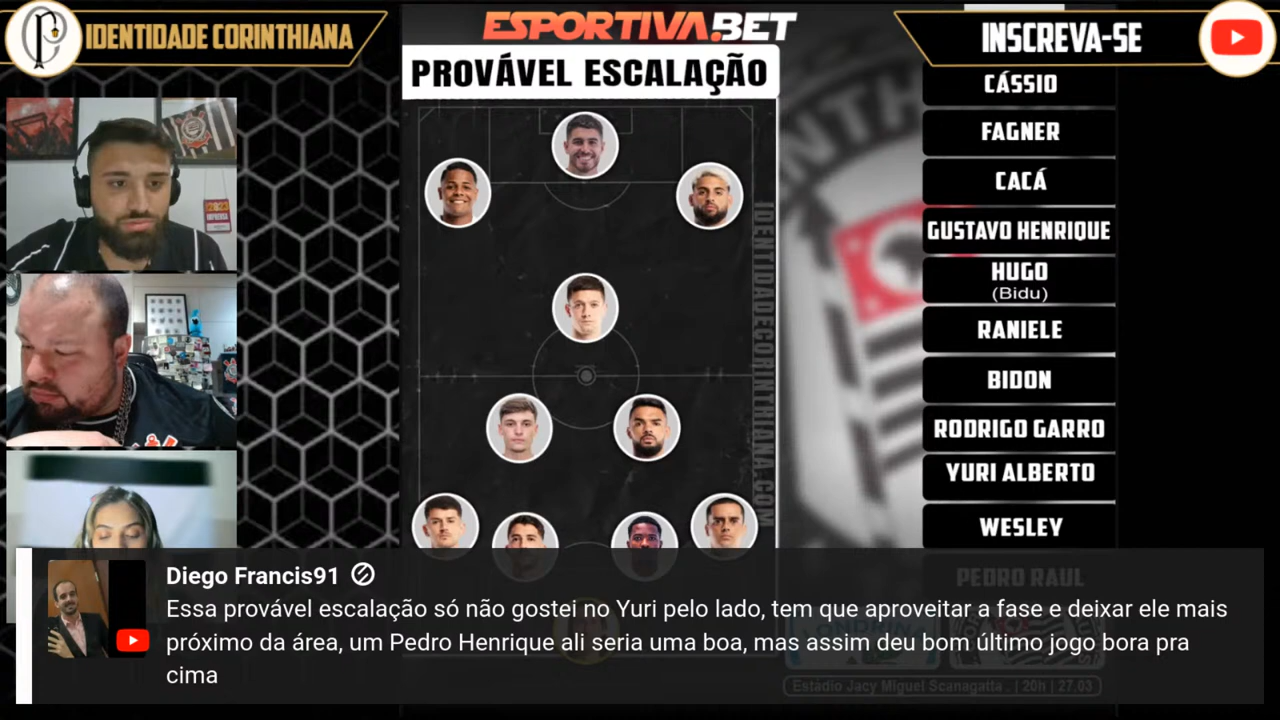 IDENTIDADE CORINTHIANA
ESPORTIVA.BET
INSCREVA-SE
PROVÁVEL ESCALAÇÃO
CÁSSIO
FAGNER
CACÁ
GUSTAVO HENRIQUE
HUGO
(Bidu)
RANIELE
BIDON
RODRIGO GARRO
YURI ALBERTO
WESLEY
PEDRO RAUL
IDENTIDADECORINTHIANA.COM
Diego Francis91
Essa provável escalação só não gostei no Yuri pelo lado, tem que aproveitar a fase e deixar ele mais
próximo da área, um Pedro Henrique ali seria uma boa, mas assim deu bom último jogo bora pra
cima
Estádio Jacy Miguel Scanagatta . | 20h | 27.03